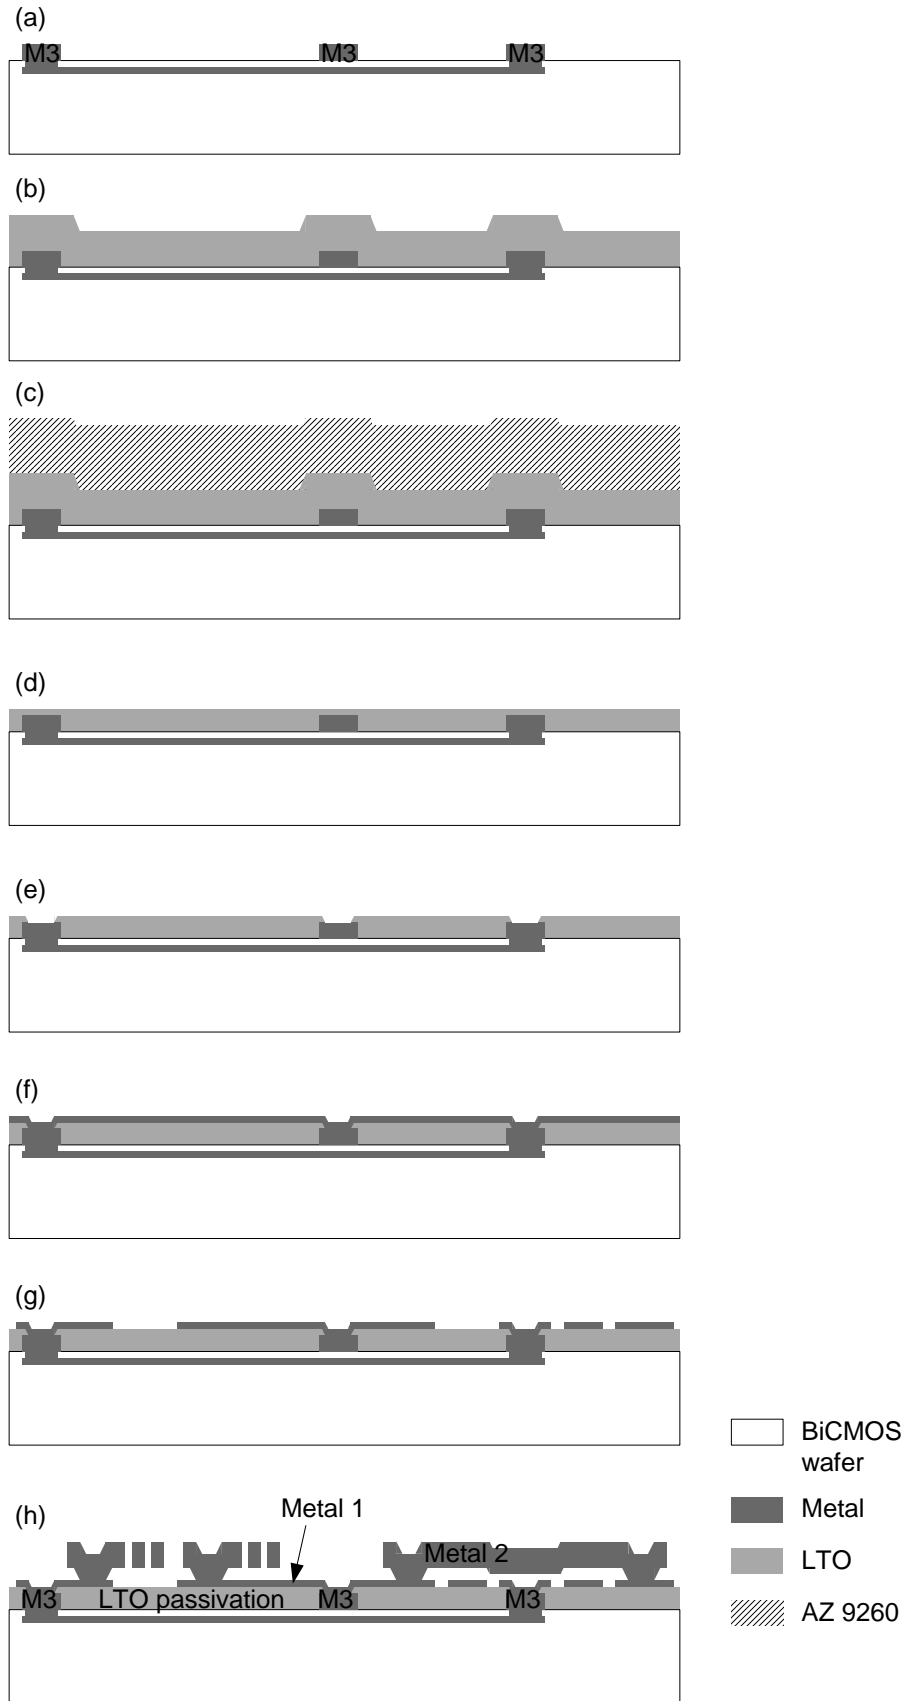 (a)
M3 M3 M3
(b)
(c)
(d)
(e)
(f)
(g)
BiCMOS
wafer
Metal
LTO
AZ 9260
(h)
Metal 1
Metal 2
M3 LTO passivation M3 M3